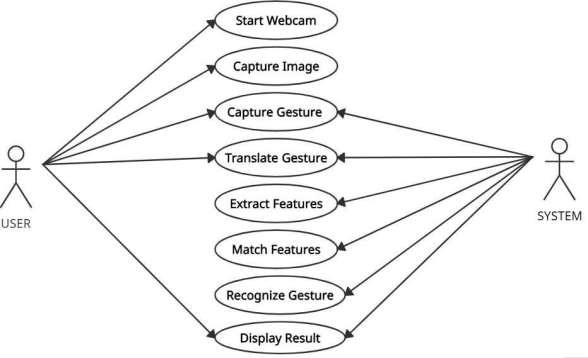 Start Webcam
Capture Image
Capture Gesture
Translate Gesture
Extract Features
Match Features
Recognize Gesture
Display Result
USER
SYSTEM